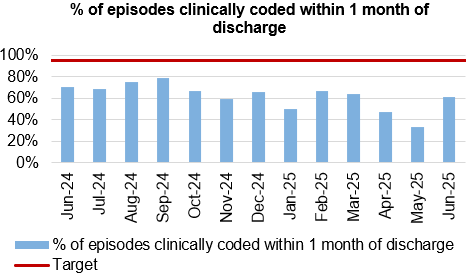 % of episodes clinically coded within 1 month of
discharge
100%
80%
60%
40%
20%
0%
Jun-24
Jul-24
Aug-24
Sep-24
Oct-24
Nov-24
Dec-24
Jan-25
Feb-25
Mar-25
Apr-25
May-25
Jun-25
% of episodes clinically coded within 1 month of discharge
Target